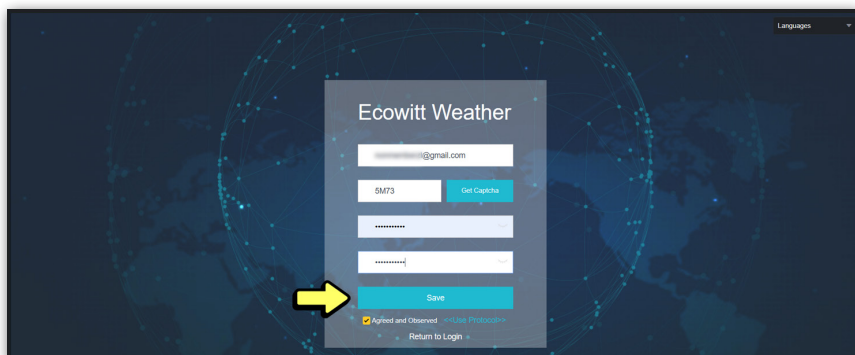 Languages
Ecowitt Weather
@gmail.com
5M73
Get Captcha
Save
Agreed and Observed <<Use Protocol>>
Return to Login